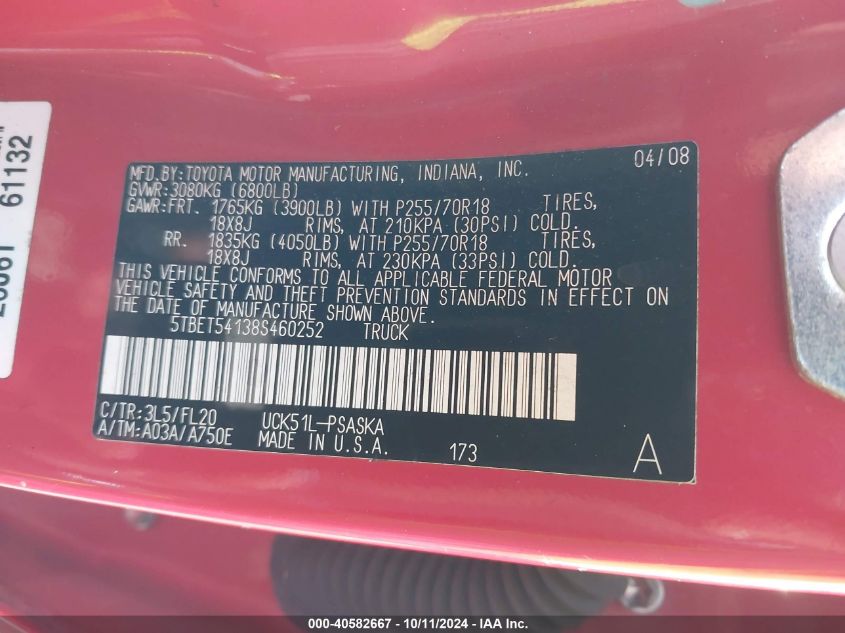 MFD.BY:TOYOTA MOTOR MANUFACTURING, INDIANA, INC. 04/08
GVWR:3080KG (6800LB)
GAWR:FRT. 1765KG (3900LB) WITH P255/70R18 TIRES,
18X8J RIMS, AT 210KPA (30PSI) COLD.
RR. 1835KG (4050LB) WITH P255/70R18 TIRES,
18X8J RIMS, AT 230KPA (33PSI) COLD.
THIS VEHICLE CONFORMS TO ALL APPLICABLE FEDERAL MOTOR
VEHICLE SAFETY AND THEFT PREVENTION STANDARDS IN EFFECT ON
THE DATE OF MANUFACTURE SHOWN ABOVE.
5TBET54138S460252 TRUCK
C/TR:3L5/FL20 UCK51L-PSASKA
A/TM:A03A/A750E MADE IN U.S.A. 173 A
61132
000-40582667 - 10/11/2024 - IAAI Inc.